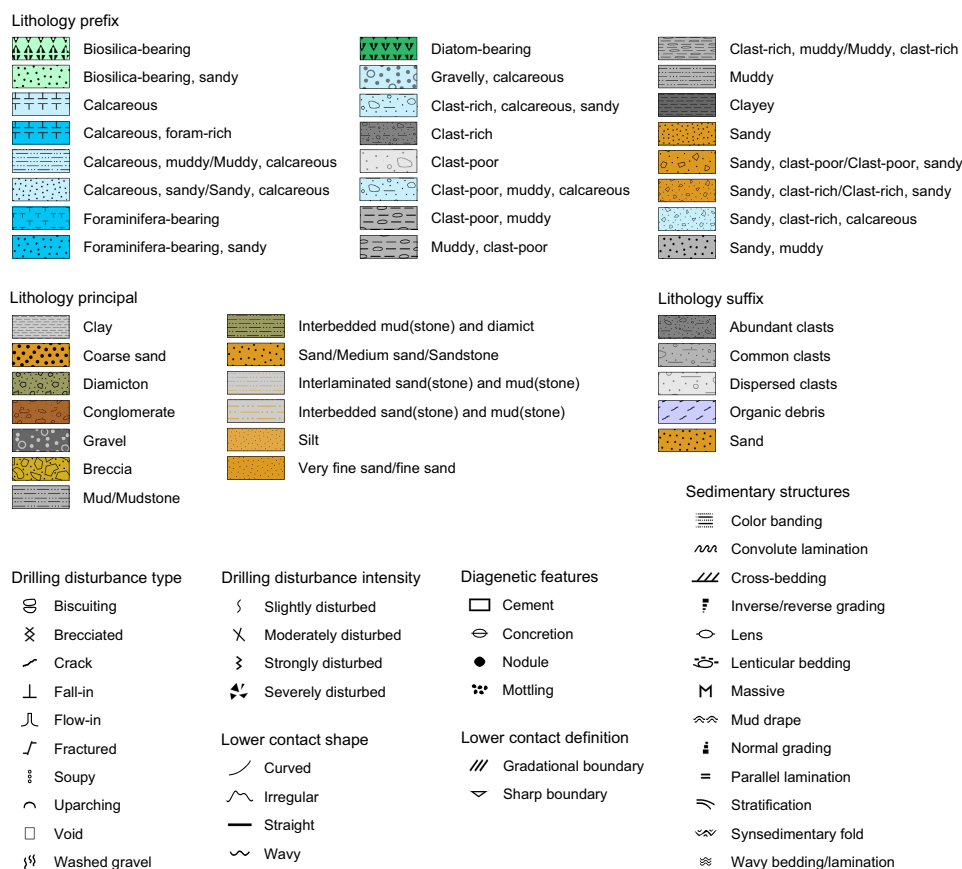 Lithology prefix
Biosilica-bearing
Biosilica-bearing, sandy
Calcareous
Calcareous, foram-rich
Calcareous, muddy/Muddy, calcareous
Calcareous, sandy/Sandy, calcareous
Foraminifera-bearing
Foraminifera-bearing, sandy
Diatom-bearing
Gravelly, calcareous
Clast-rich, calcareous, sandy
Clast-rich
Clast-poor
Clast-poor, muddy, calcareous
Clast-poor, muddy
Muddy, clast-poor
Clast-rich, muddy/Muddy, clast-rich
Muddy
Clayey
Sandy
Sandy, clast-poor/Clast-poor, sandy
Sandy, clast-rich/Clast-rich, sandy
Sandy, clast-rich, calcareous
Sandy, muddy
Lithology principal
Clay
Coarse sand
Diamicton
Conglomerate
Gravel
Breccia
Mud/Mudstone
Interbedded mud(stone) and diamict
Sand/Medium sand/Sandstone
Interlaminated sand(stone) and mud(stone)
Interbedded sand(stone) and mud(stone)
Silt
Very fine sand/fine sand
Lithology suffix
Abundant clasts
Common clasts
Dispersed clasts
Organic debris
Sand
Drilling disturbance type
Biscuiting
Brecciated
Crack
Fall-in
Flow-in
Fractured
Soupy
Uparching
Void
Washed gravel
Drilling disturbance intensity
Slightly disturbed
Moderately disturbed
Strongly disturbed
Severely disturbed
Lower contact shape
Curved
Irregular
Straight
Wavy
Diagenetic features
Cement
Concretion
Nodule
Mottling
Lower contact definition
Gradational boundary
Sharp boundary
Sedimentary structures
Color banding
Convolute lamination
Cross-bedding
Inverse/reverse grading
Lens
Lenticular bedding
Massive
Mud drape
Normal grading
Parallel lamination
Stratification
Synsedimentary fold
Wavy bedding/lamination